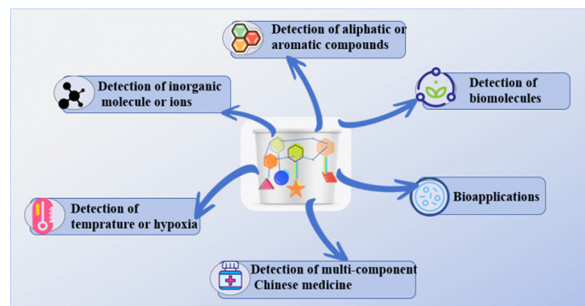 Detection of aliphatic or
aromatic compounds
Detection of inorganic
molecule or ions
Detection of
biomolecules
Detection of
temprature or hypoxia
Bioapplications
Detection of multi-component
Chinese medicine